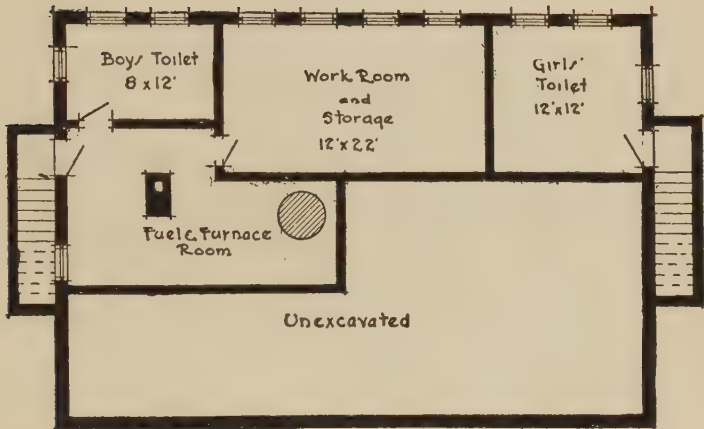 Boys Toilet
8 x 12'
Work Room
and
Storage
12' x 22'
Girls'
Toilet
12' x 12'
Fuel & Furnace
Room
Unexcavated